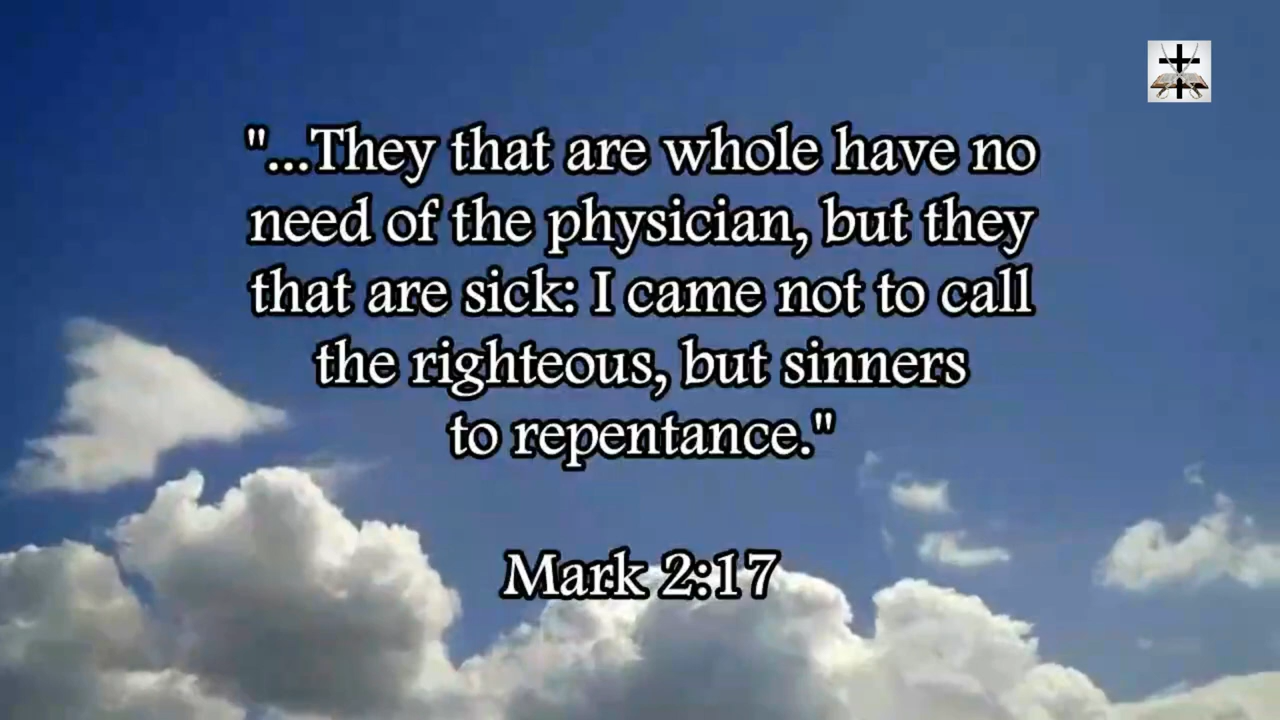 "...They that are whole have no
need of the physician, but they
that are sick: I came not to call
the righteous, but sinners
to repentance."
Mark 2:17